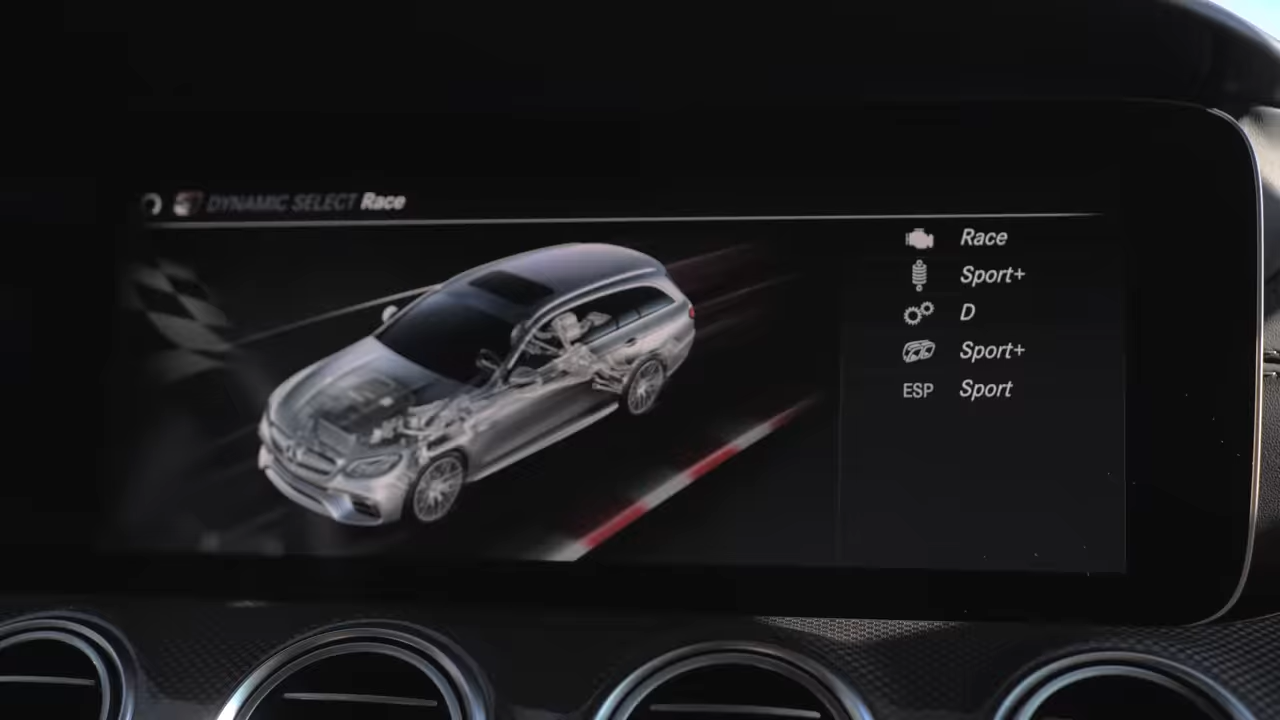 DYNAMIC SELECT Race
Race
Sport+
D
Sport+
ESP Sport